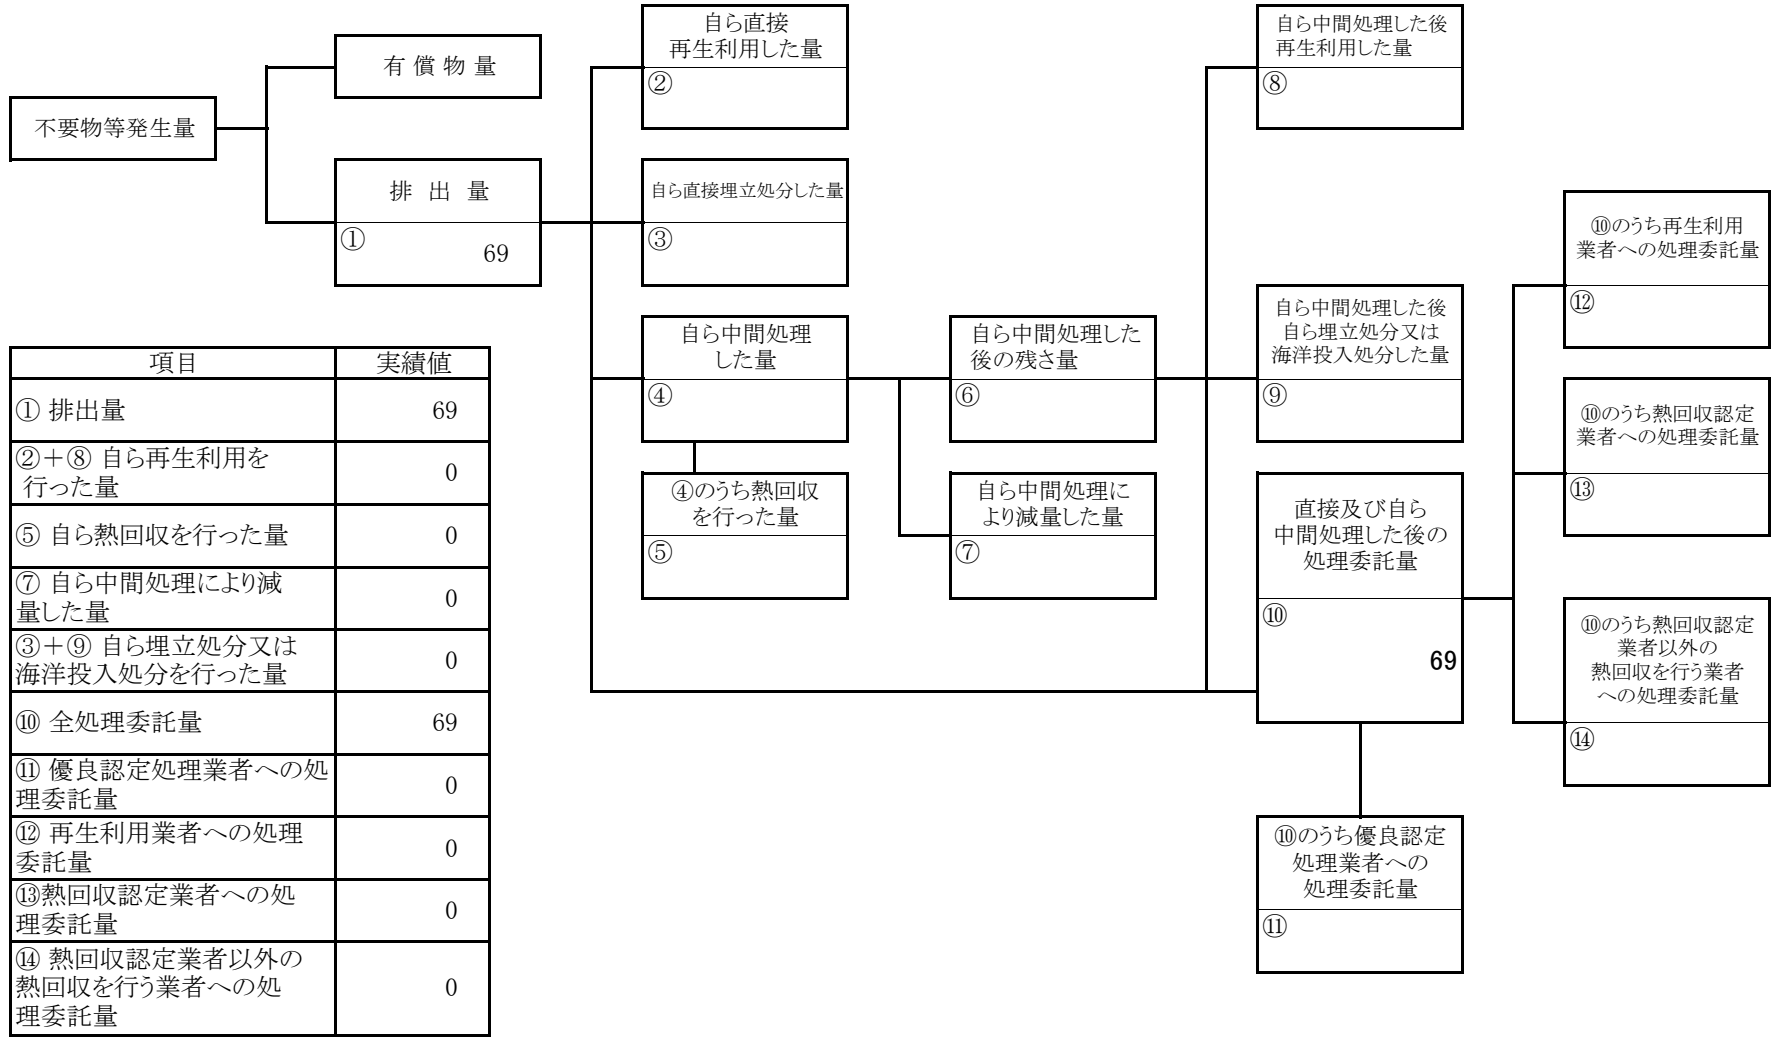 自ら直接
再生利用した量
②
自ら中間処理した後
再生利用した量
⑧
有 償 物 量
不要物等発生量
排 出 量
①
69
自ら直接埋立処分した量
③
⑩のうち再生利用
業者への処理委託量
⑫
自ら中間処理
した量
④
自ら中間処理した
後の残さ量
⑥
自ら中間処理した後
自ら埋立処分又は
海洋投入処分した量
⑨
⑩のうち熱回収認定
業者への処理委託量
⑬
④のうち熱回収
を行った量
⑤
自ら中間処理に
より減量した量
⑦
直接及び自ら
中間処理した後の
処理委託量
⑩
69
⑩のうち熱回収認定
業者以外の
熱回収を行う業者
への処理委託量
⑭
⑩のうち優良認定
処理業者への
処理委託量
⑪
項目 実績値
① 排出量 69
②＋⑧ 自ら再生利用を
行った量 0
⑤ 自ら熱回収を行った量 0
⑦ 自ら中間処理により減
量した量 0
③＋⑨ 自ら埋立処分又は
海洋投入処分を行った量 0
⑩ 全処理委託量 69
⑪ 優良認定処理業者への処
理委託量 0
⑫ 再生利用業者への処理
委託量 0
⑬熱回収認定業者への処
理委託量 0
⑭ 熱回収認定業者以外の
熱回収を行う業者への処 0
理委託量